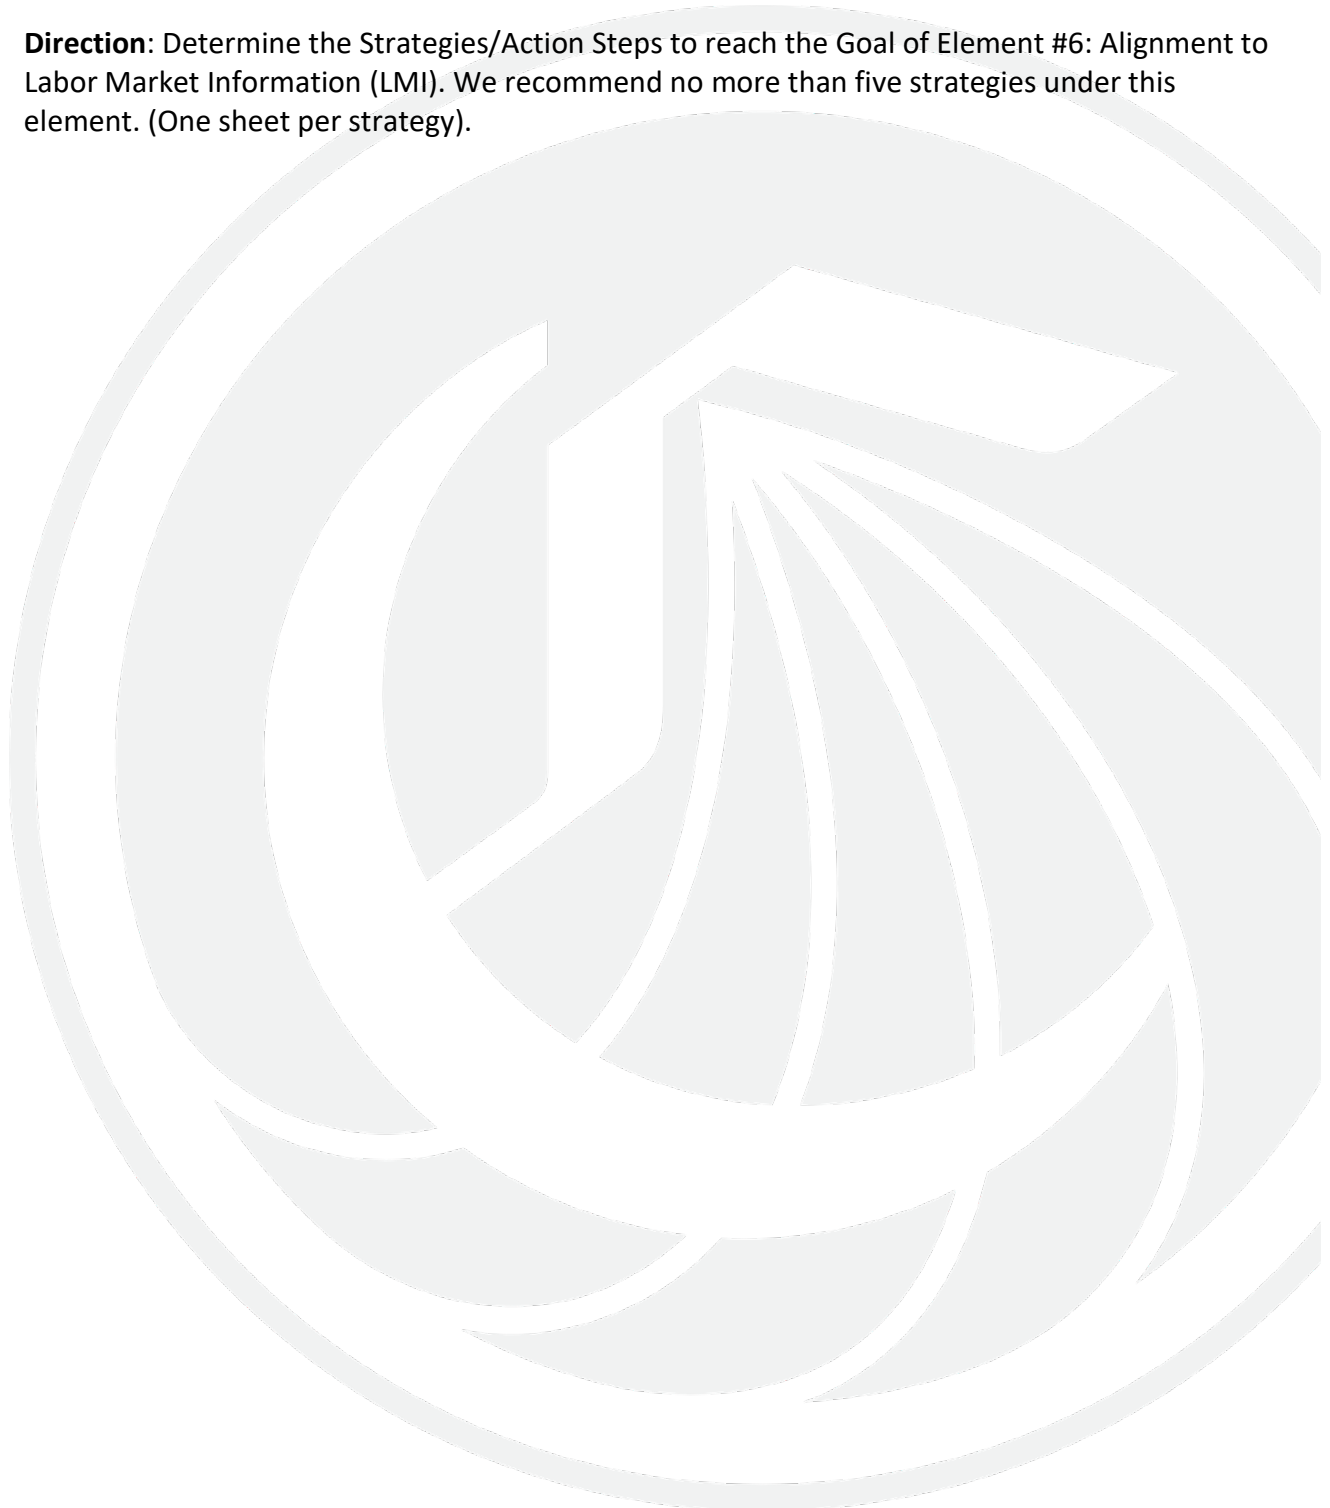 Direction: Determine the Strategies/Action Steps to reach the Goal of Element #6: Alignment to
Labor Market Information (LMI). We recommend no more than five strategies under this
element. (One sheet per strategy).